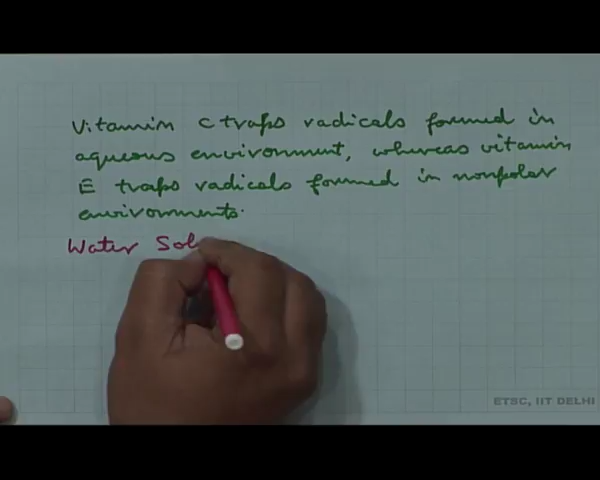 Vitamin C traps radicals formed in
aqueous environment, whereas vitamin
E traps radicals formed in nonpolar
environments.
Water Sol
ETSC, IIT DELHI